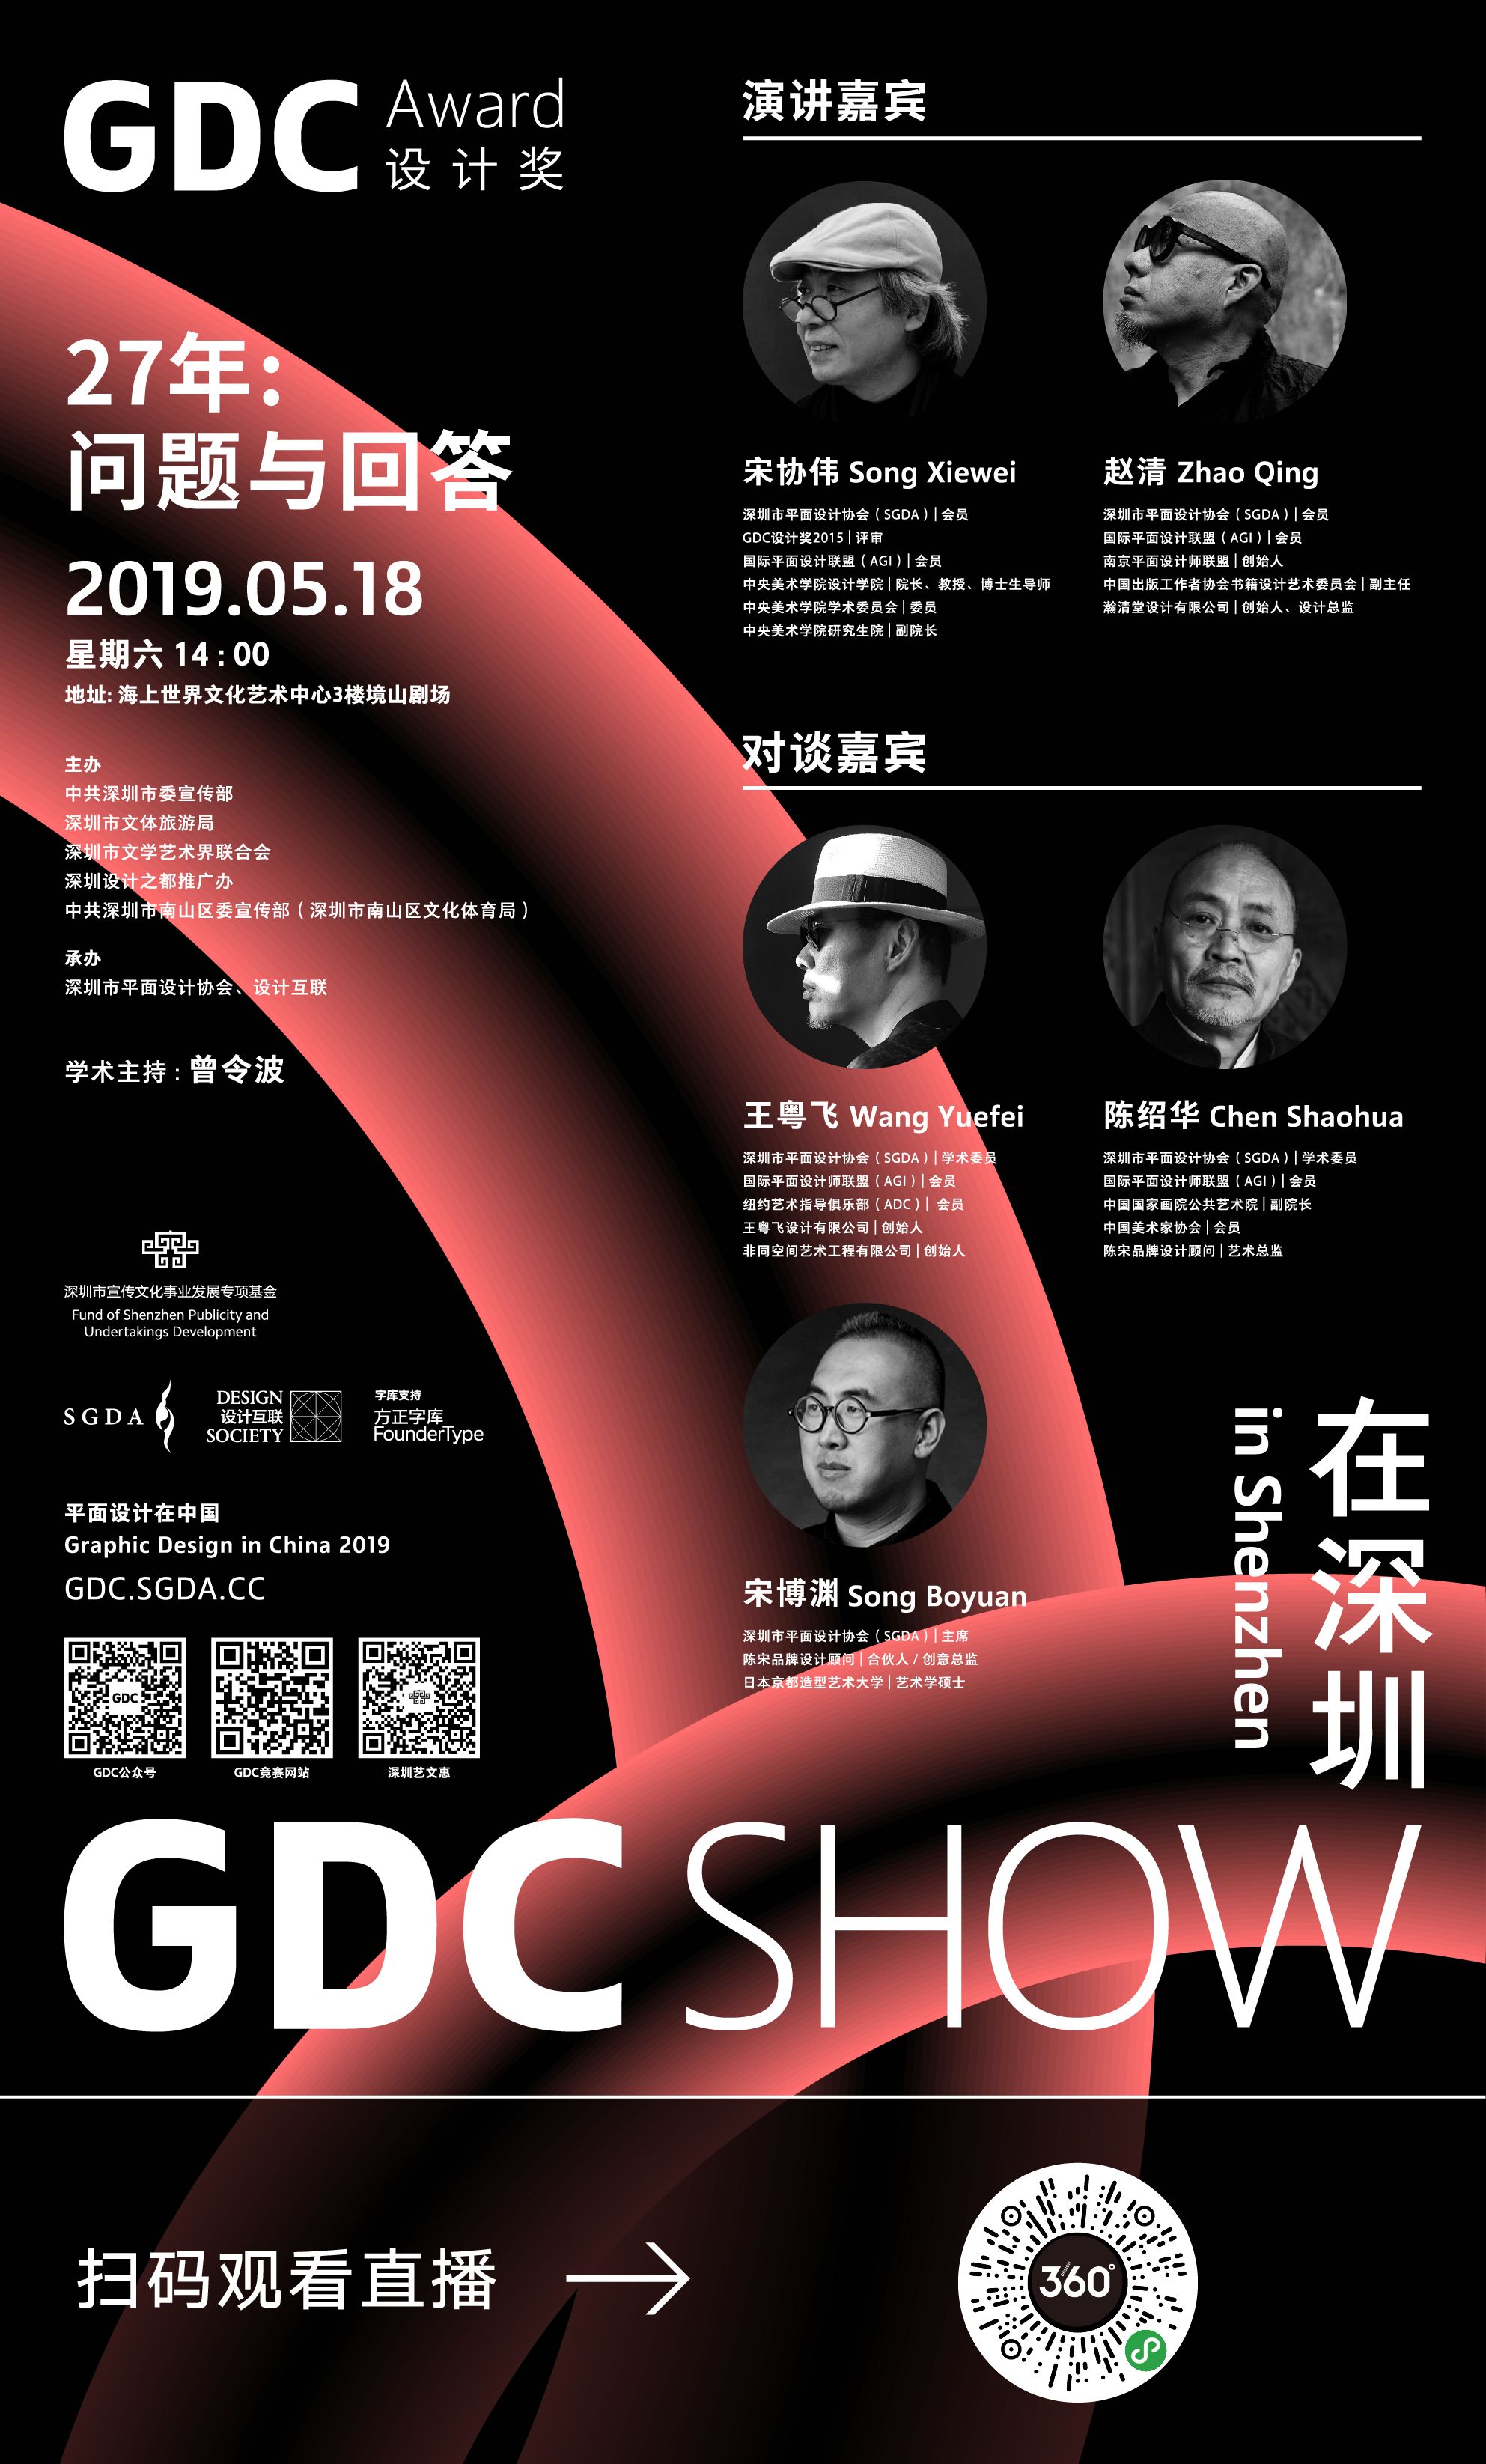 GDC Award
设计奖
27年:
问题与回答
2019.05.18
星期六 14 : 00
地址: 海上世界文化艺术中心3楼境山剧场
主办
中共深圳市委宣传部
深圳市文体旅游局
深圳市文学艺术界联合会
深圳设计之都推广办
中共深圳市南山区委宣传部（深圳市南山区文化体育局）
承办
深圳市平面设计协会、设计互联
学术主持 : 曾令波
深圳市宣传文化事业发展专项基金
Fund of Shenzhen Publicity and
Undertakings Development
SGDA
DESIGN
设计互联
SOCIETY
字库支持
方正字库
FounderType
平面设计在中国
Graphic Design in China 2019
GDC.SGDA.CC
GDC
GDC公众号
GDC竞赛网站
深圳艺文惠
演讲嘉宾
宋协伟 Song Xiewei
深圳市平面设计协会（SGDA）| 会员
GDC设计奖2015 | 评审
国际平面设计联盟（AGI）| 会员
中央美术学院设计学院 | 院长、教授、博士生导师
中央美术学院学术委员会 | 委员
中央美术学院研究生院 | 副院长
赵清 Zhao Qing
深圳市平面设计协会（SGDA）| 会员
国际平面设计联盟（AGI）| 会员
南京平面设计师联盟 | 创始人
中国出版工作者协会书籍设计艺术委员会 | 副主任
瀚清堂设计有限公司 | 创始人、设计总监
对谈嘉宾
王粤飞 Wang Yuefei
深圳市平面设计协会（SGDA）| 学术委员
国际平面设计师联盟（AGI）| 会员
纽约艺术指导俱乐部（ADC）| 会员
王粤飞设计有限公司 | 创始人
非同空间艺术工程有限公司 | 创始人
陈绍华 Chen Shaohua
深圳市平面设计协会（SGDA）| 学术委员
国际平面设计师联盟（AGI）| 会员
中国国家画院公共艺术院 | 副院长
中国美术家协会 | 会员
陈宋品牌设计顾问 | 艺术总监
宋博渊 Song Boyuan
深圳市平面设计协会（SGDA）| 主席
陈宋品牌设计顾问 | 合伙人 / 创意总监
日本京都造型艺术大学 | 艺术学硕士
在深圳
in Shenzhen
GDC SHOW
扫码观看直播
360°